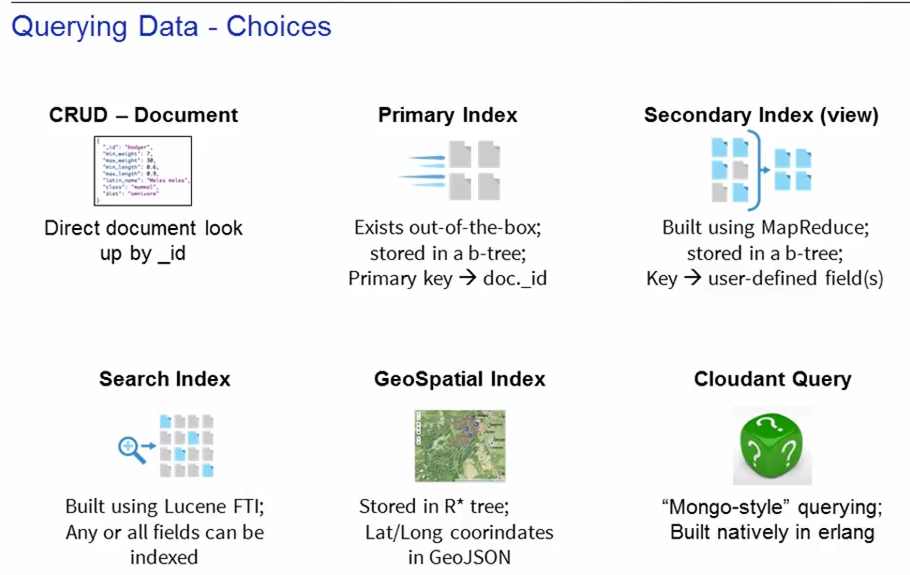 Querying Data - Choices
CRUD – Document
{
"_id": "badger",
"min_weight": 7,
"max_weight": 30,
"min_length": 0.6,
"max_length": 0.9,
"latin_name": "Meles meles",
"class": "mammal",
"diet": "omnivore"
}
Direct document look
up by _id
Primary Index
Exists out-of-the-box;
stored in a b-tree;
Primary key → doc._id
Secondary Index (view)
Built using MapReduce;
stored in a b-tree;
Key → user-defined field(s)
Search Index
Built using Lucene FTI;
Any or all fields can be
indexed
GeoSpatial Index
Stored in R* tree;
Lat/Long coorindates
in GeoJSON
Cloudant Query
? ? ?
“Mongo-style” querying;
Built natively in erlang